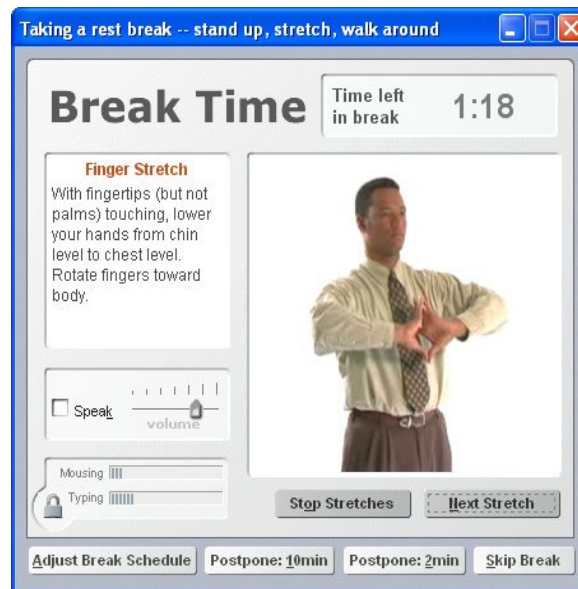 Taking a rest break -- stand up, stretch, walk around
Break Time
Time left
in break
1:18
Finger Stretch
With fingertips (but not
palms) touching, lower
your hands from chin
level to chest level.
Rotate fingers toward
body.
Speak
volume
Mousing
Typing
Stop Stretches
Next Stretch
Adjust Break Schedule
Postpone: 10min
Postpone: 2min
Skip Break